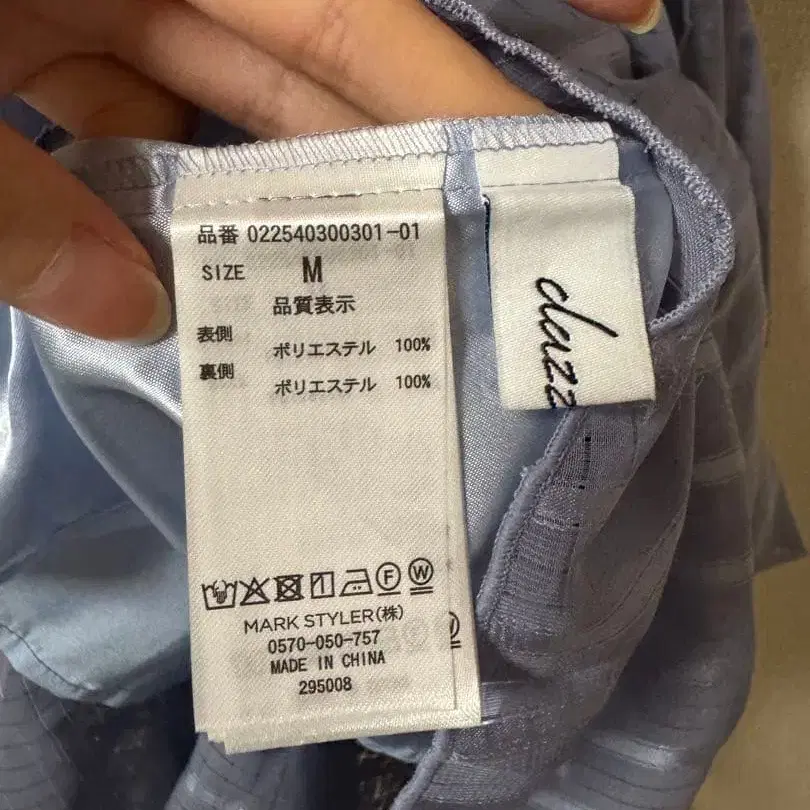 品番 022540300301-01
SIZE M
品質表示
表側 ポリエステル 100%
裏側 ポリエステル 100%
F W
MARK STYLER(株)
0570-050-757
MADE IN CHINA
295008
dazz